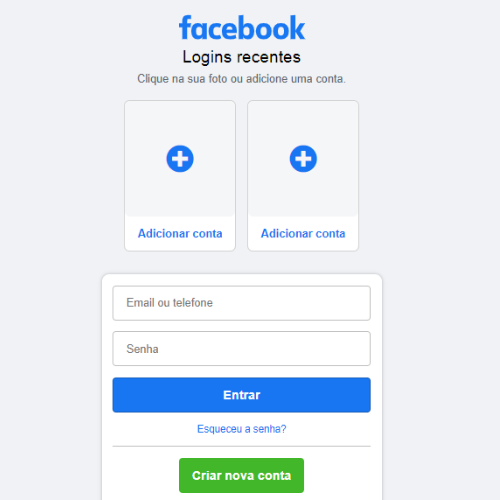 facebook
Logins recentes
Clique na sua foto ou adicione uma conta.
Adicionar conta
Adicionar conta
Email ou telefone
Senha
Entrar
Esqueceu a senha?
Criar nova conta